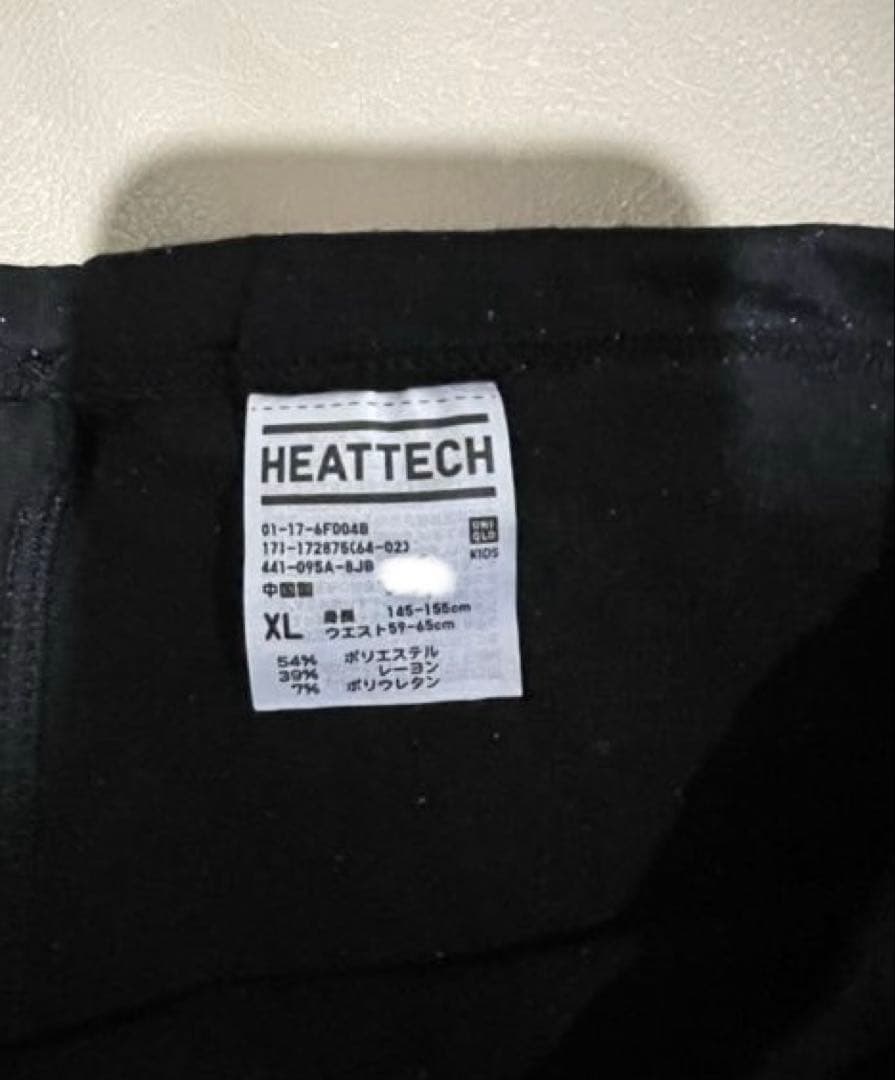 HEATTECH
01-17-6F004B
171-172875(64-02)
441-095A-8JB
UNI
QLO
KIDS
中国製
XL
身長 145-155cm
ウエスト59-65cm
54% ポリエステル
39% レーヨン
7% ポリウレタン